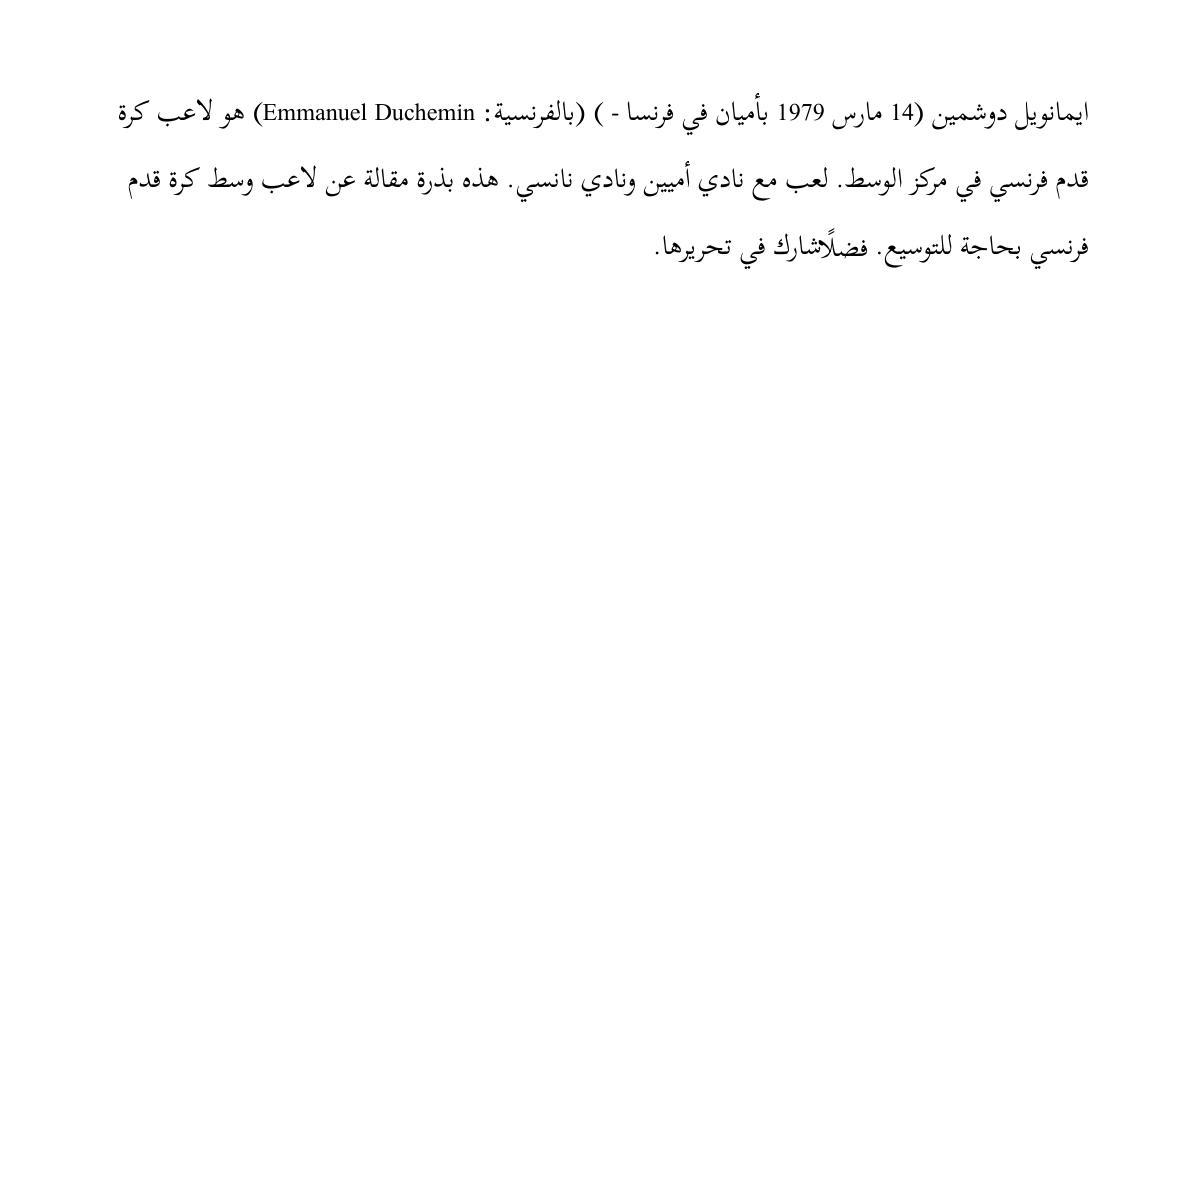 ايمانويل دوشمين (14 مارس 1979 بأميان في فرنسا - ) (بالفرنسية: Emmanuel Duchemin) هو لاعب كرة
قدم فرنسي في مركز الوسط. لعب مع نادي أميين ونادي نانسي. هذه بذرة مقالة عن لاعب وسط كرة قدم
فرنسي بحاجة للتوسيع. فضلًاشارك في تحريرها.